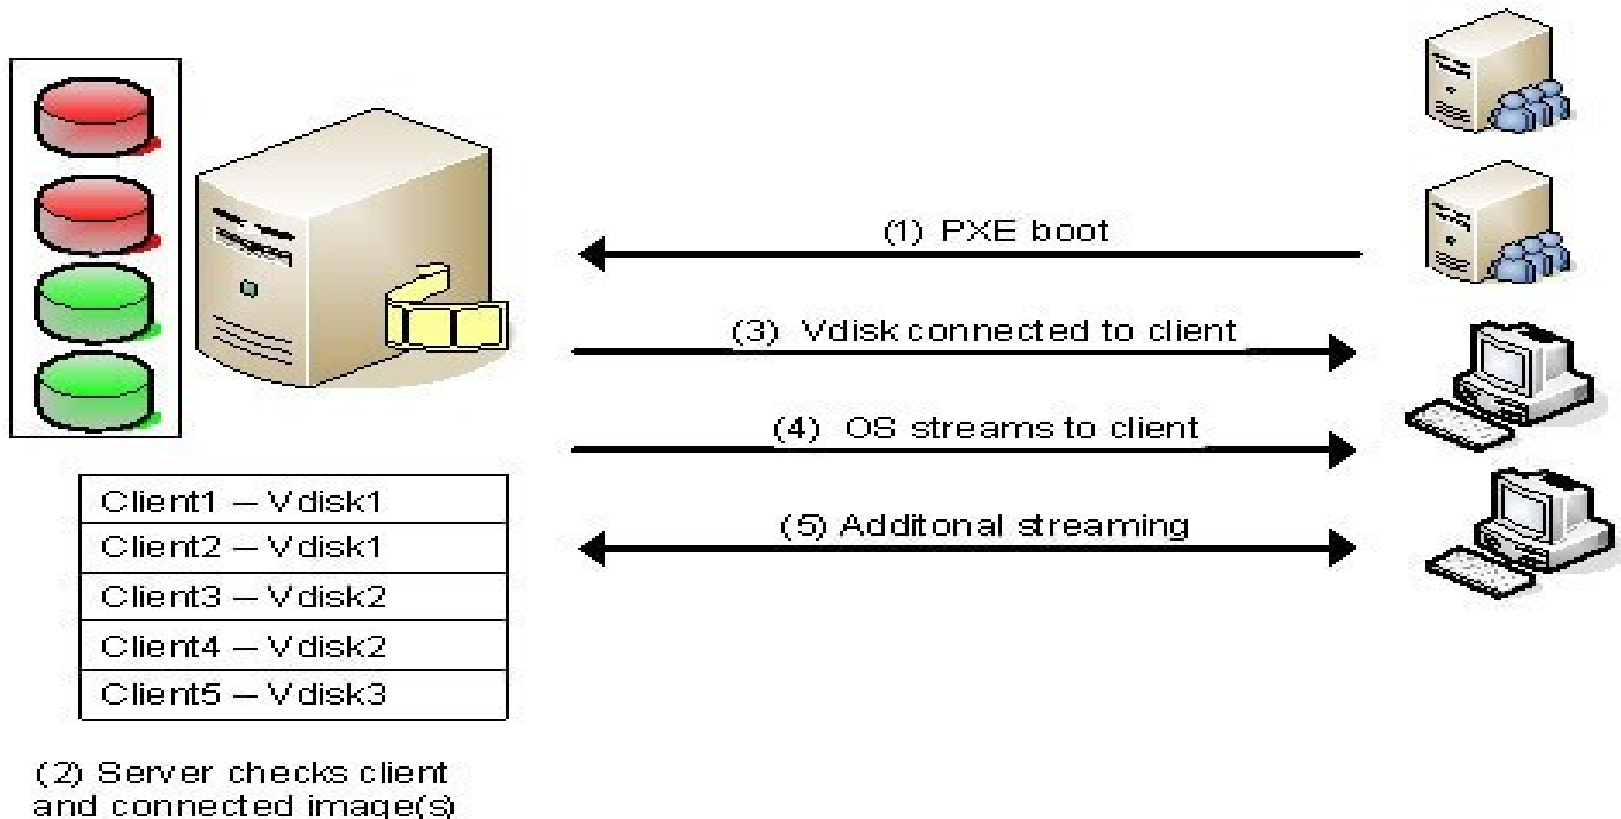 (1) PXE boot
(3) Vdisk connected to client
(4) OS streams to client
(5) Additonal streaming
Client1 – Vdisk1
Client2 – Vdisk1
Client3 – Vdisk2
Client4 – Vdisk2
Client5 – Vdisk3
(2) Server checks client
and connected image(s)